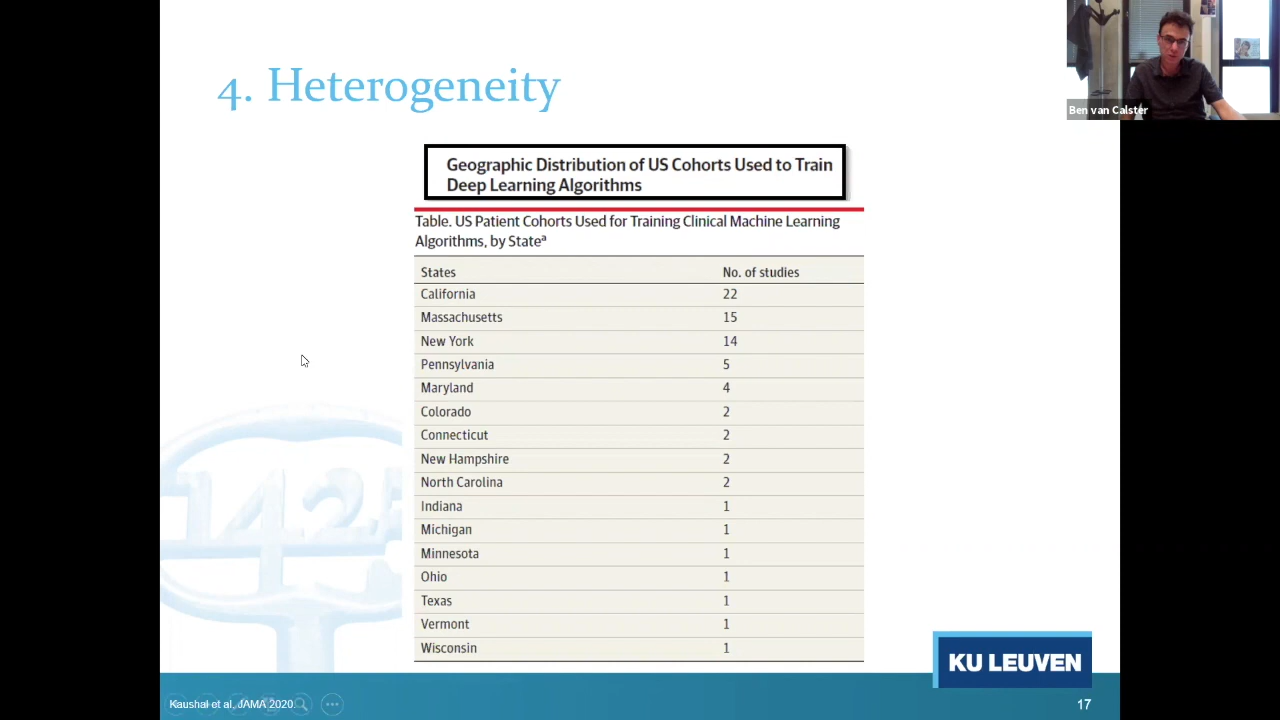 4. Heterogeneity
Ben van Calster
Geographic Distribution of US Cohorts Used to Train
Deep Learning Algorithms
Table. US Patient Cohorts Used for Training Clinical Machine Learning
Algorithms, by Stateª
States No. of studies
California 22
Massachusetts 15
New York 14
Pennsylvania 5
Maryland 4
Colorado 2
Connecticut 2
New Hampshire 2
North Carolina 2
Indiana 1
Michigan 1
Minnesota 1
Ohio 1
Texas 1
Vermont 1
Wisconsin 1
1425
KU LEUVEN
Kaushal et al, JAMA 2020.
17